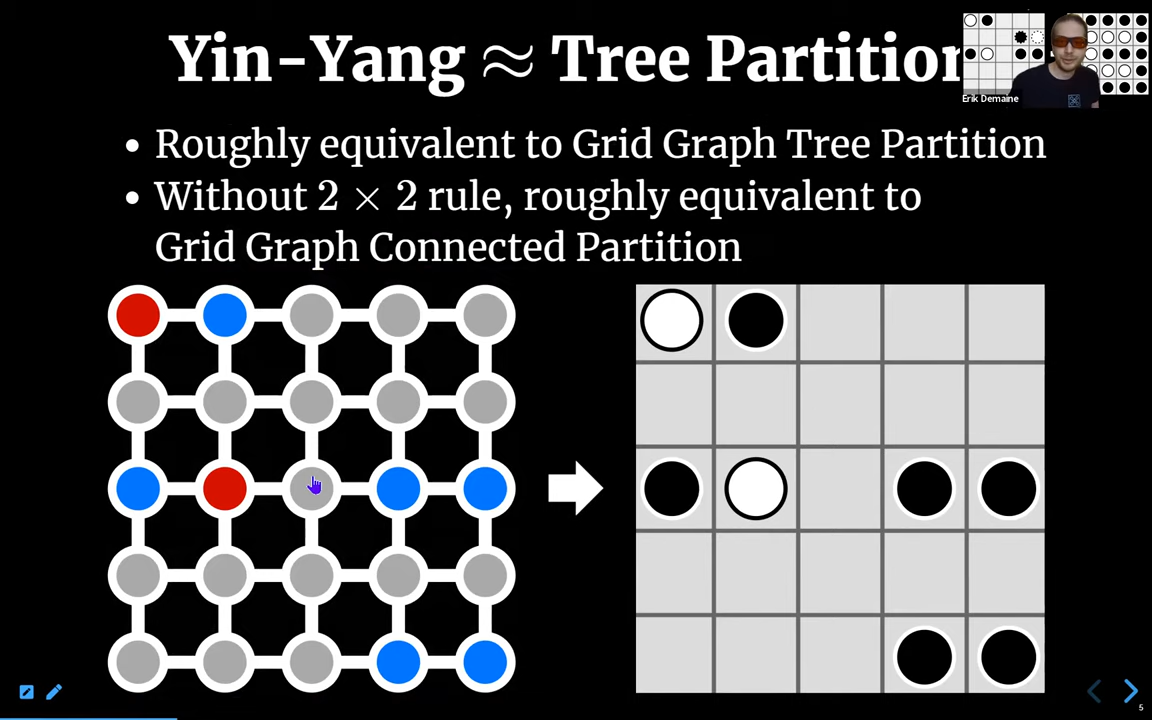 Yin-Yang ≈ Tree Partition
Erik Demaine
• Roughly equivalent to Grid Graph Tree Partition
• Without 2 × 2 rule, roughly equivalent to
Grid Graph Connected Partition
5